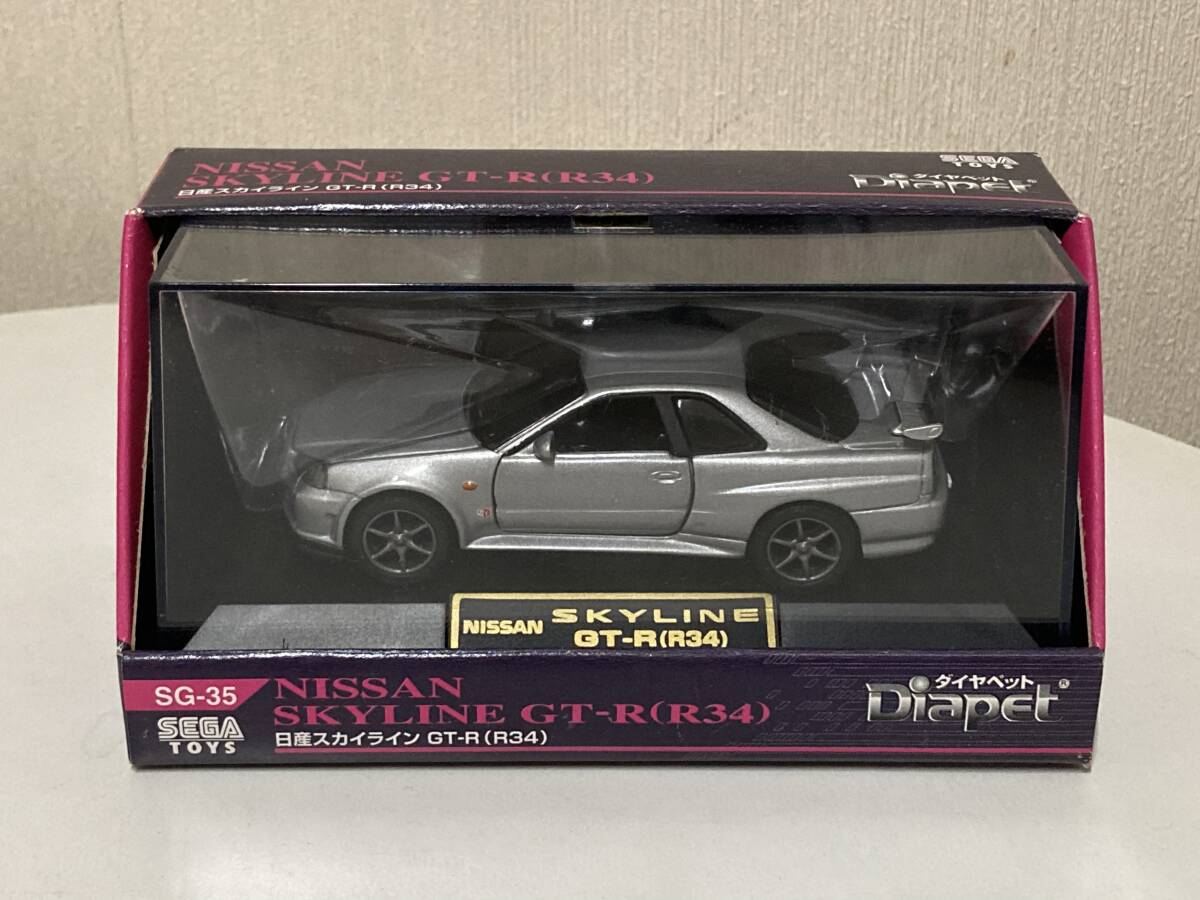 NISSAN
SKYLINE GT-R(R34)
日産スカイライン GT-R(R34)
SEGA
TOYS
ダイヤペット
Diapet®
NISSAN SKYLINE
GT-R(R34)
SG-35
SEGA
TOYS
NISSAN
SKYLINE GT-R(R34)
日産スカイライン GT-R(R34)
ダイヤペット
Diapet®